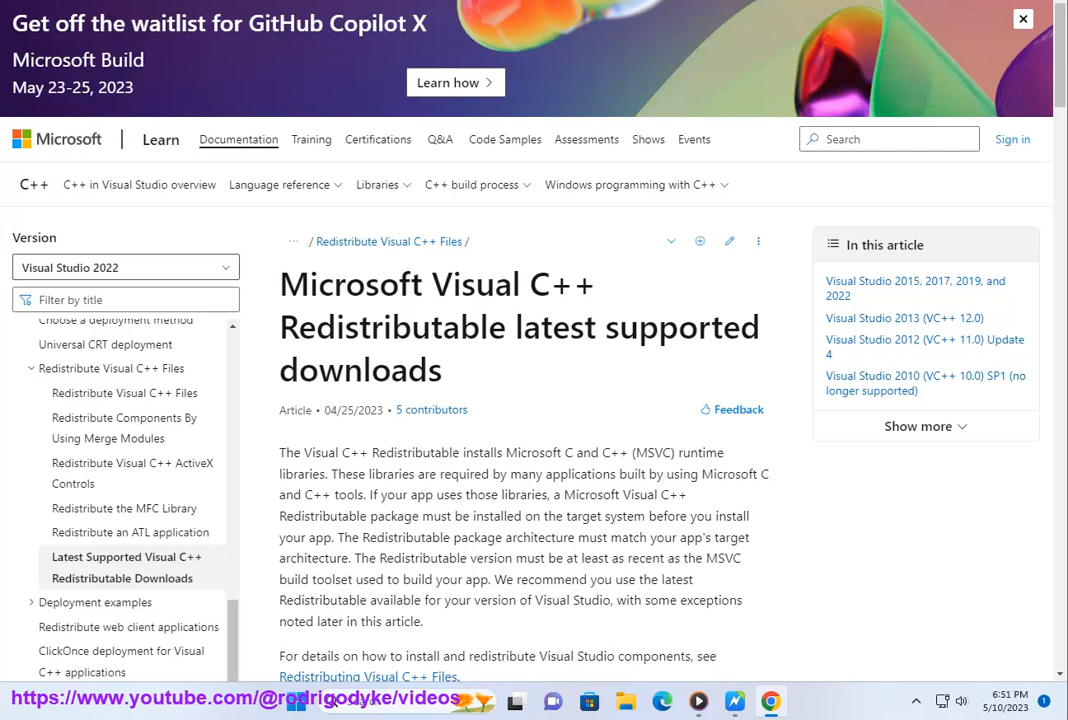 Get off the waitlist for GitHub Copilot X
Microsoft Build
May 23-25, 2023
Learn how
Microsoft
Learn
Documentation
Training
Certifications
Q&A
Code Samples
Assessments
Shows
Events
Search
Sign in
C++
C++ in Visual Studio overview
Language reference
Libraries
C++ build process
Windows programming with C++
Version
Visual Studio 2022
Filter by title
Choose a deployment method
Universal CRT deployment
Redistribute Visual C++ Files
Redistribute Visual C++ Files
Redistribute Components By
Using Merge Modules
Redistribute Visual C++ ActiveX
Controls
Redistribute the MFC Library
Redistribute an ATL application
Latest Supported Visual C++
Redistributable Downloads
Deployment examples
Redistribute web client applications
ClickOnce deployment for Visual
C++ applications
... / Redistribute Visual C++ Files /
Microsoft Visual C++
Redistributable latest supported
downloads
Article • 04/25/2023 • 5 contributors
Feedback
The Visual C++ Redistributable installs Microsoft C and C++ (MSVC) runtime
libraries. These libraries are required by many applications built by using Microsoft C
and C++ tools. If your app uses those libraries, a Microsoft Visual C++
Redistributable package must be installed on the target system before you install
your app. The Redistributable package architecture must match your app's target
architecture. The Redistributable version must be at least as recent as the MSVC
build toolset used to build your app. We recommend you use the latest
Redistributable available for your version of Visual Studio, with some exceptions
noted later in this article.
For details on how to install and redistribute Visual Studio components, see
Redistributing Visual C++ Files.
In this article
Visual Studio 2015, 2017, 2019, and
2022
Visual Studio 2013 (VC++ 12.0)
Visual Studio 2012 (VC++ 11.0) Update
4
Visual Studio 2010 (VC++ 10.0) SP1 (no
longer supported)
Show more
https://www.youtube.com/@rodrigodyke/videos
6:51 PM
5/10/2023
1